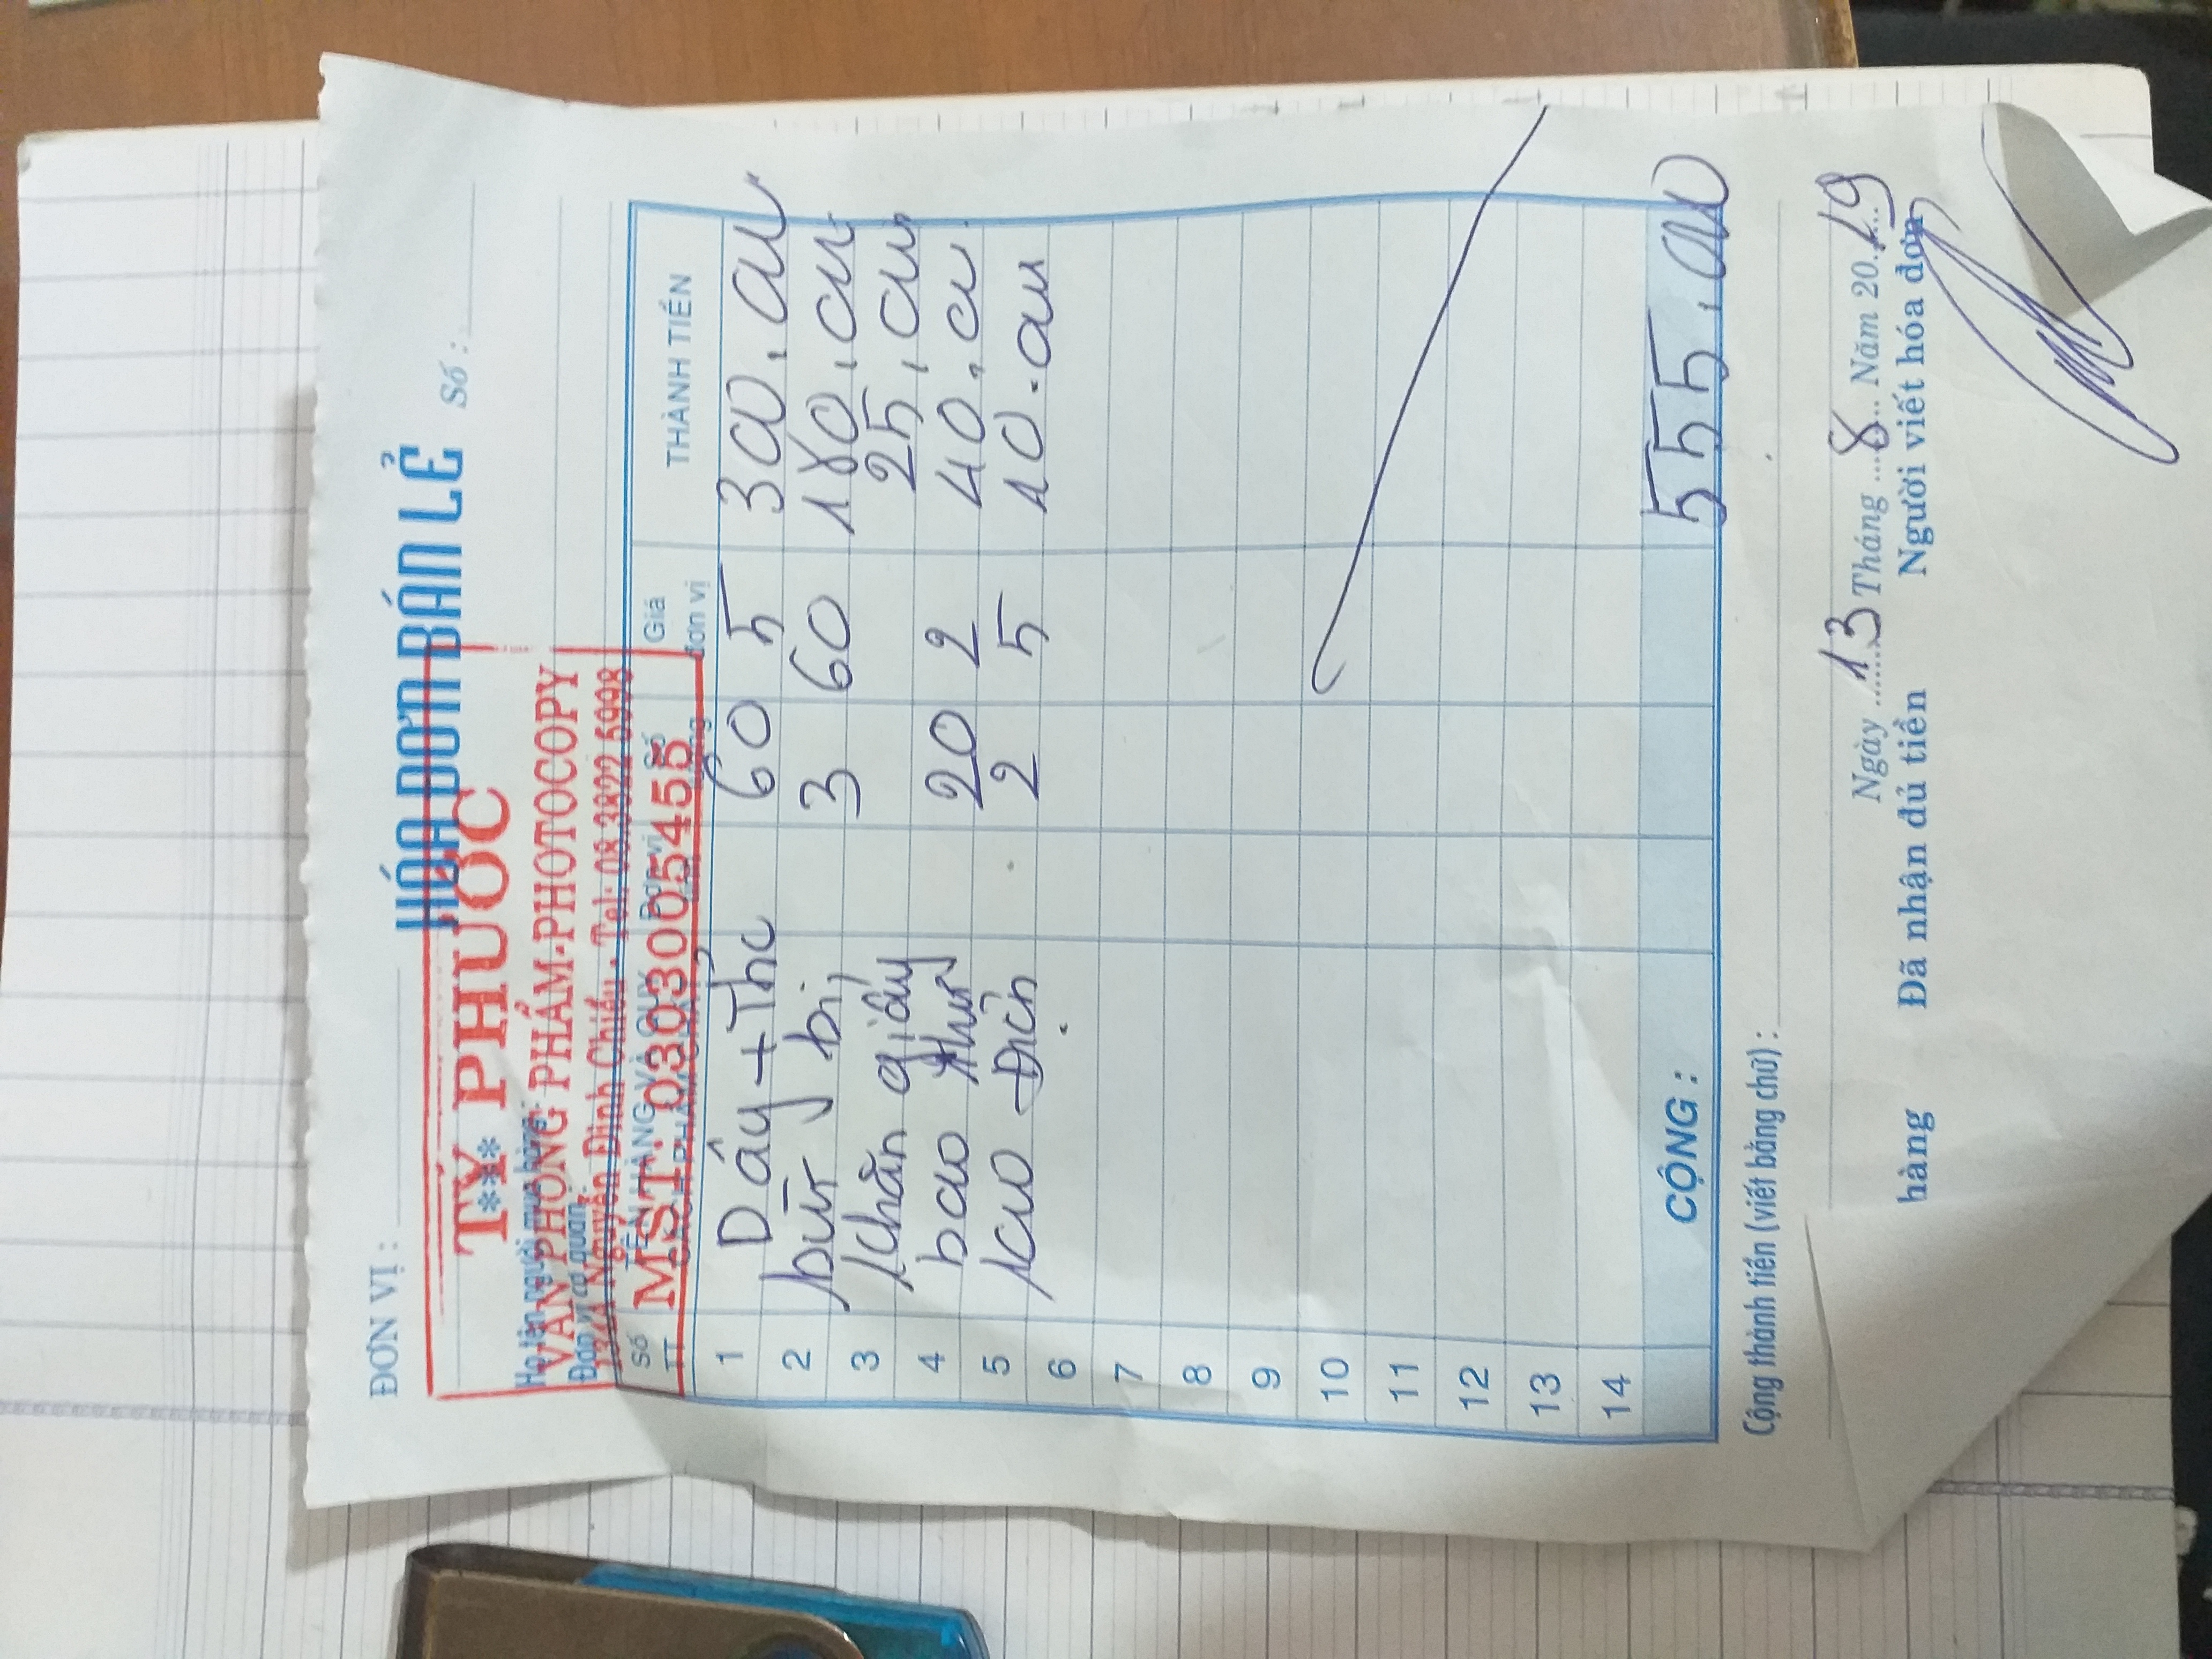 ĐƠN VỊ :
HÓA ĐƠN BÁN LẺ
Số :
TÝ PHƯỚC
***
Họ tên người mua hàng :
VĂN PHÒNG PHẨM-PHOTOCOPY
Đơn vị cơ quan :
134A Nguyễn Đình Chiểu - Tel: 08.3822 5998
MST: 0303005455
Số TT TÊN HÀNG VÀ QUY CÁCH PHẨM CHẤT Đơn vị tính Số lượng Giá đơn vị THÀNH TIỀN
1 Dây + Thẻ 60 5 300.000
2 bút bi 3 60 180.000
3 khăn giấy 25.000
4 bao thư 20 2 40.000
5 2 5 10.000
6
7
8
9
10
11
12
13
14
CỘNG : 555.000
Cộng thành tiền (viết bằng chữ) :
Ngày 13 Tháng 8 Năm 2019
hàng Đã nhận đủ tiền Người viết hóa đơn